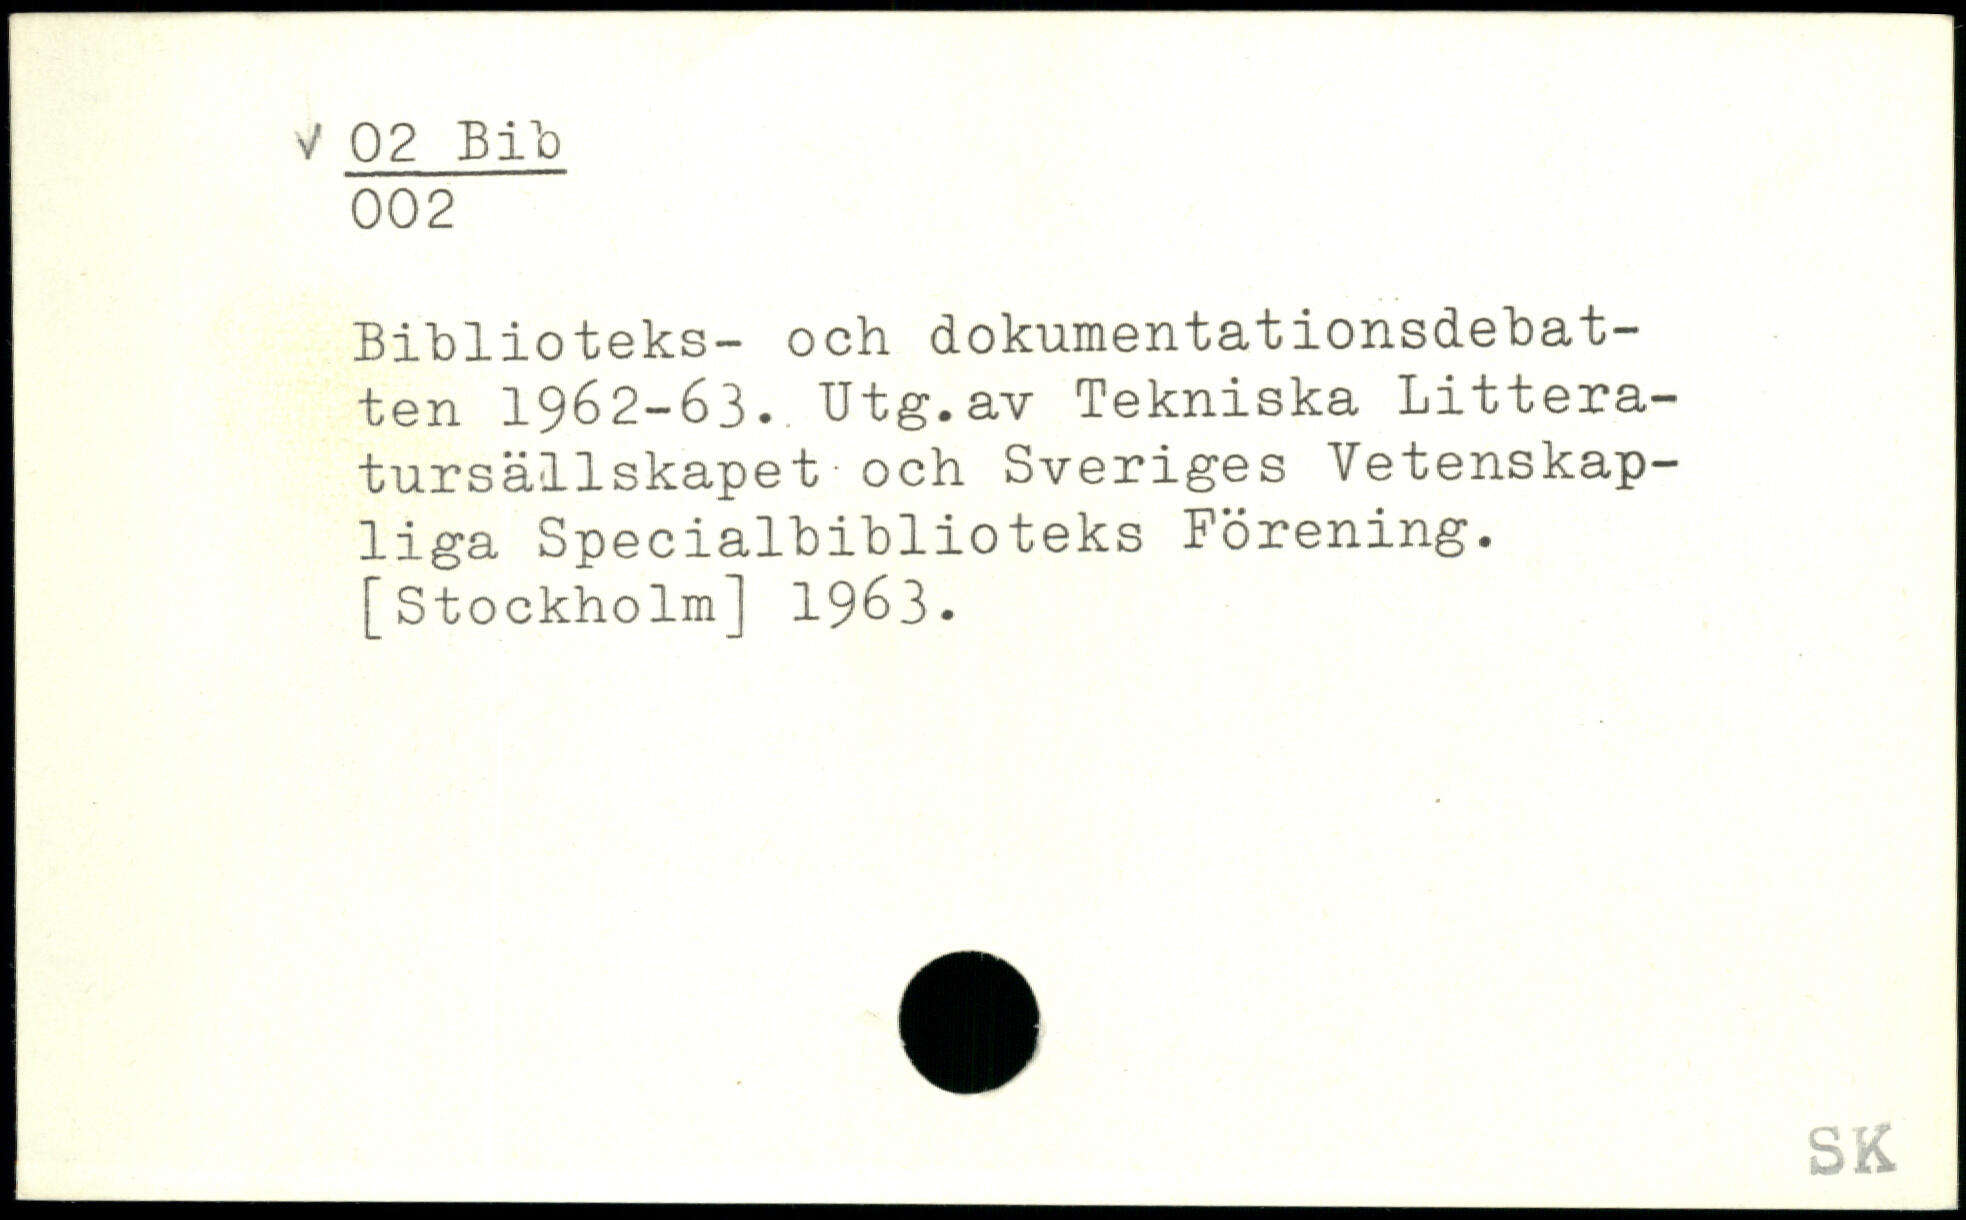 ✓ 02 Bib
002
Biblioteks- och dokumentationsdebat-
ten 1962-63. Utg.av Tekniska Littera-
tursällskapet och Sveriges Vetenskap-
liga Specialbiblioteks Förening.
[Stockholm] 1963.
SK